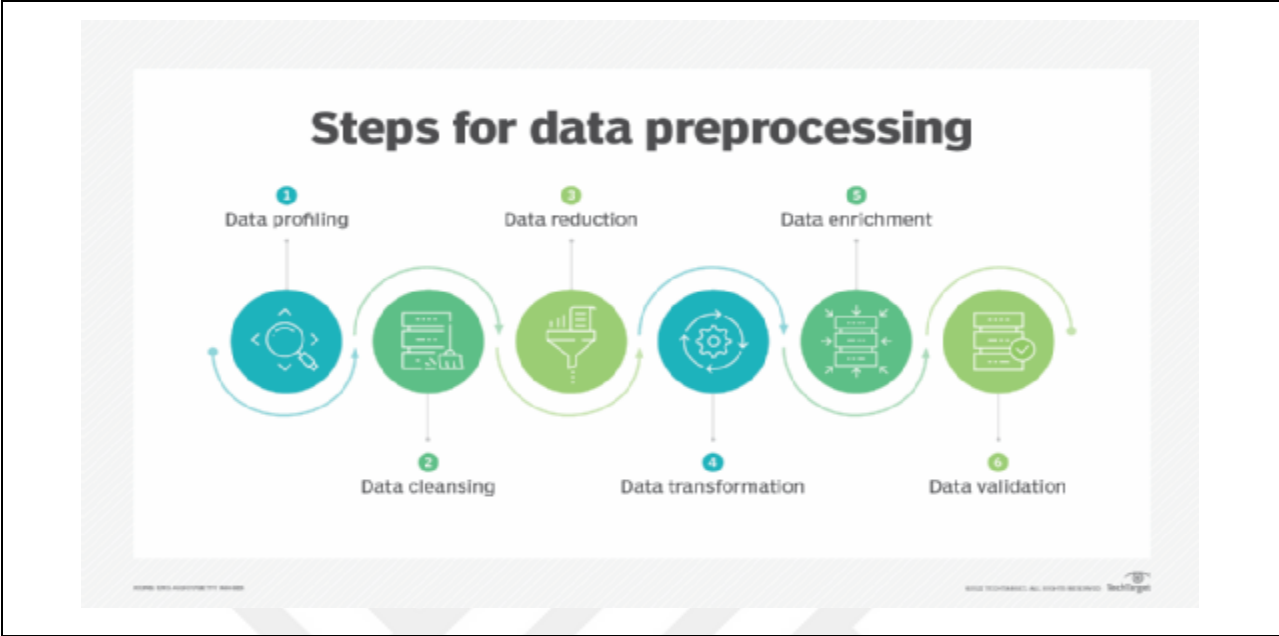 Steps for data preprocessing
1
Data profiling
3
Data reduction
5
Data enrichment
2
Data cleansing
4
Data transformation
6
Data validation
TechTarget